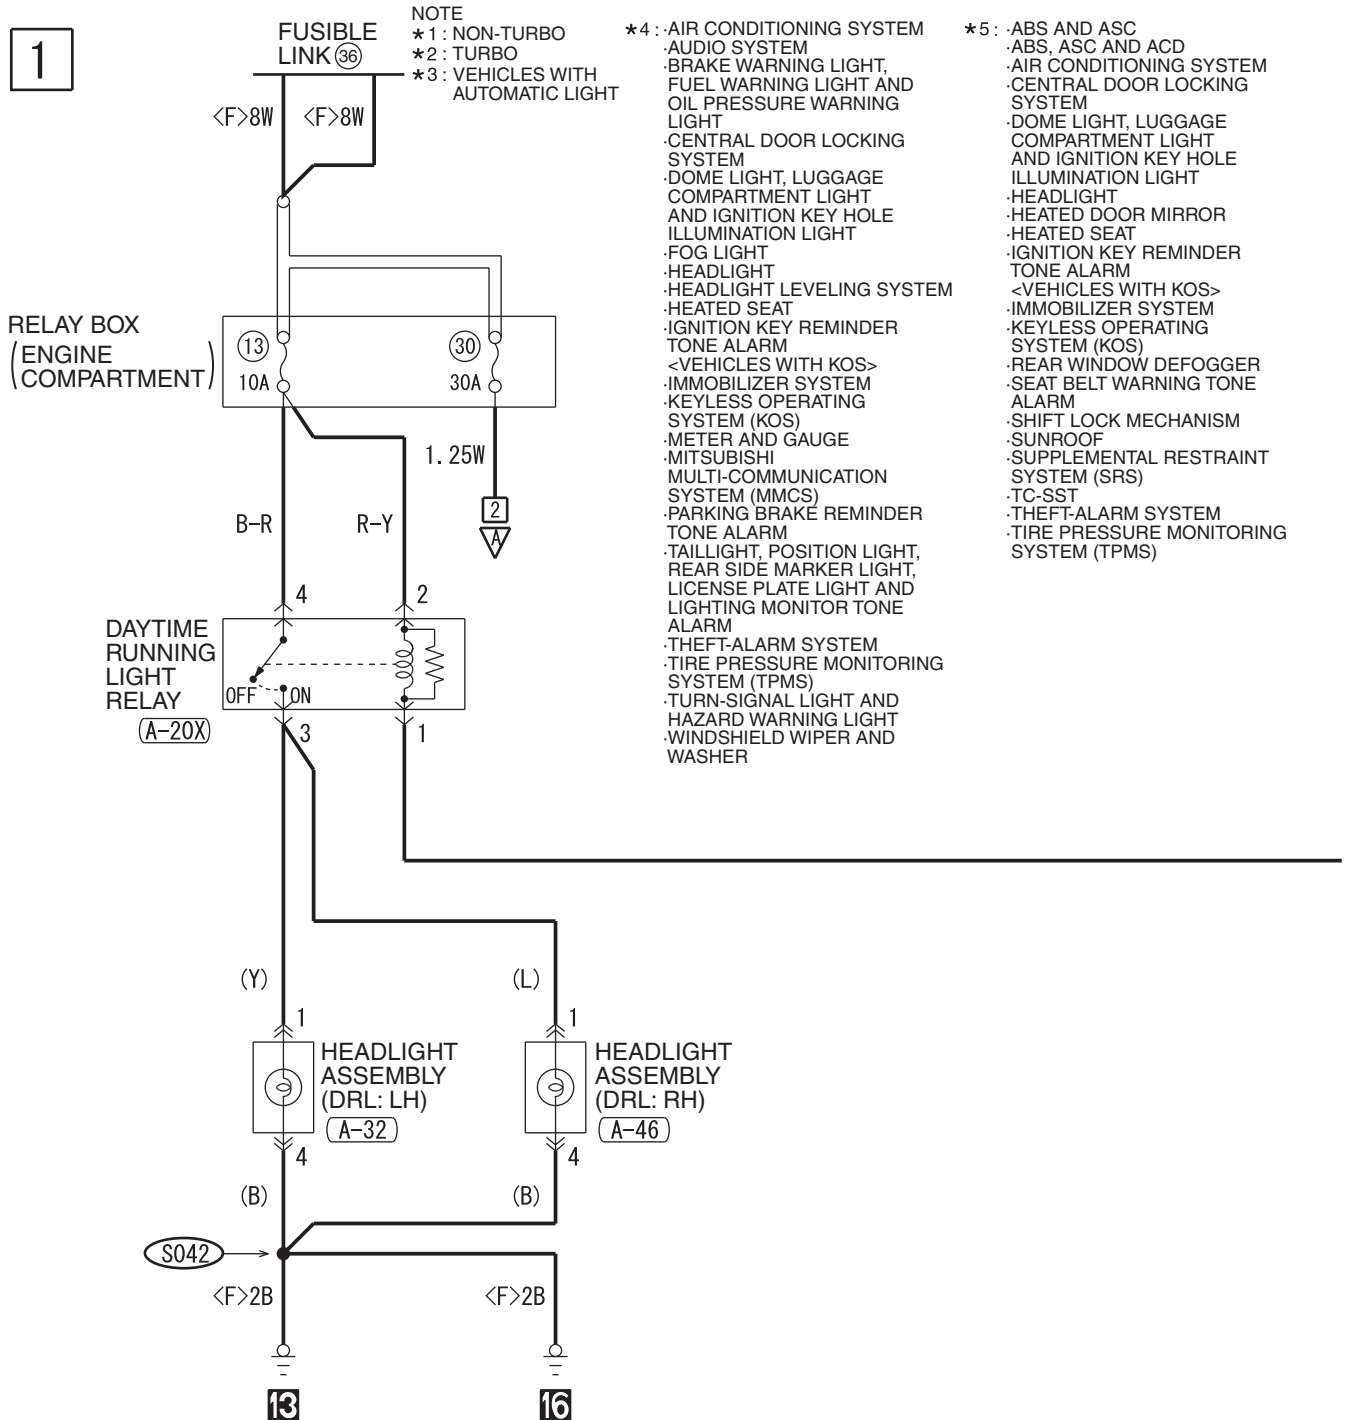 1
FUSIBLE
LINK 36
NOTE
★1 : NON-TURBO
★2 : TURBO
★3 : VEHICLES WITH
AUTOMATIC LIGHT
★4 : ·AIR CONDITIONING SYSTEM
·AUDIO SYSTEM
·BRAKE WARNING LIGHT,
FUEL WARNING LIGHT AND
OIL PRESSURE WARNING
LIGHT
·CENTRAL DOOR LOCKING
SYSTEM
·DOME LIGHT, LUGGAGE
COMPARTMENT LIGHT
AND IGNITION KEY HOLE
ILLUMINATION LIGHT
·FOG LIGHT
·HEADLIGHT
·HEADLIGHT LEVELING SYSTEM
·HEATED SEAT
·IGNITION KEY REMINDER
TONE ALARM
<VEHICLES WITH KOS>
·IMMOBILIZER SYSTEM
·KEYLESS OPERATING
SYSTEM (KOS)
·METER AND GAUGE
·MITSUBISHI
MULTI-COMMUNICATION
SYSTEM (MMCS)
·PARKING BRAKE REMINDER
TONE ALARM
·TAILLIGHT, POSITION LIGHT,
REAR SIDE MARKER LIGHT,
LICENSE PLATE LIGHT AND
LIGHTING MONITOR TONE
ALARM
·THEFT-ALARM SYSTEM
·TIRE PRESSURE MONITORING
SYSTEM (TPMS)
·TURN-SIGNAL LIGHT AND
HAZARD WARNING LIGHT
·WINDSHIELD WIPER AND
WASHER
★5 : ·ABS AND ASC
·ABS, ASC AND ACD
·AIR CONDITIONING SYSTEM
·CENTRAL DOOR LOCKING
SYSTEM
·DOME LIGHT, LUGGAGE
COMPARTMENT LIGHT
AND IGNITION KEY HOLE
ILLUMINATION LIGHT
·HEADLIGHT
·HEATED DOOR MIRROR
·HEATED SEAT
·IGNITION KEY REMINDER
TONE ALARM
<VEHICLES WITH KOS>
·IMMOBILIZER SYSTEM
·KEYLESS OPERATING
SYSTEM (KOS)
·REAR WINDOW DEFOGGER
·SEAT BELT WARNING TONE
ALARM
·SHIFT LOCK MECHANISM
·SUNROOF
·SUPPLEMENTAL RESTRAINT
SYSTEM (SRS)
·TC-SST
·THEFT-ALARM SYSTEM
·TIRE PRESSURE MONITORING
SYSTEM (TPMS)
<F>8W <F>8W
RELAY BOX
(ENGINE
COMPARTMENT)
13 30
10A 30A
1.25W
2
A
B-R R-Y
4 2
DAYTIME
RUNNING
LIGHT
RELAY
A-20X
OFF ON
3 1
(Y) (L)
1 1
HEADLIGHT
ASSEMBLY
(DRL: LH)
A-32
HEADLIGHT
ASSEMBLY
(DRL: RH)
A-46
4 4
(B) (B)
S042
<F>2B <F>2B
13 16